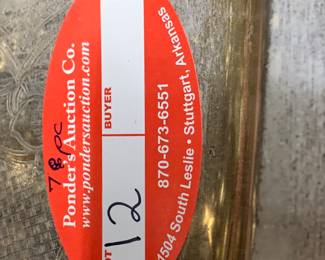 78pc
Ponder's Auction Co.
www.pondersauction.com
BUYER
12
870-673-6551
1504 South Leslie • Stuttgart, Arkansas